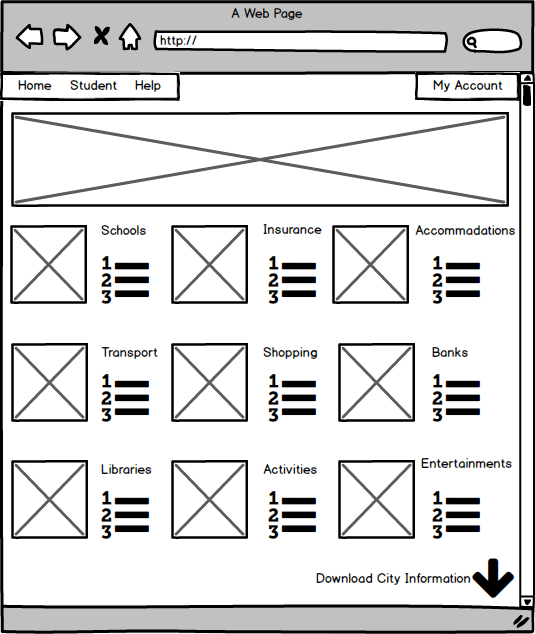 A Web Page
http://
Home Student Help
My Account
Schools
1
2
3
Insurance
1
2
3
Accommadations
1
2
3
Transport
1
2
3
Shopping
1
2
3
Banks
1
2
3
Libraries
1
2
3
Activities
1
2
3
Entertainments
1
2
3
Download City Information